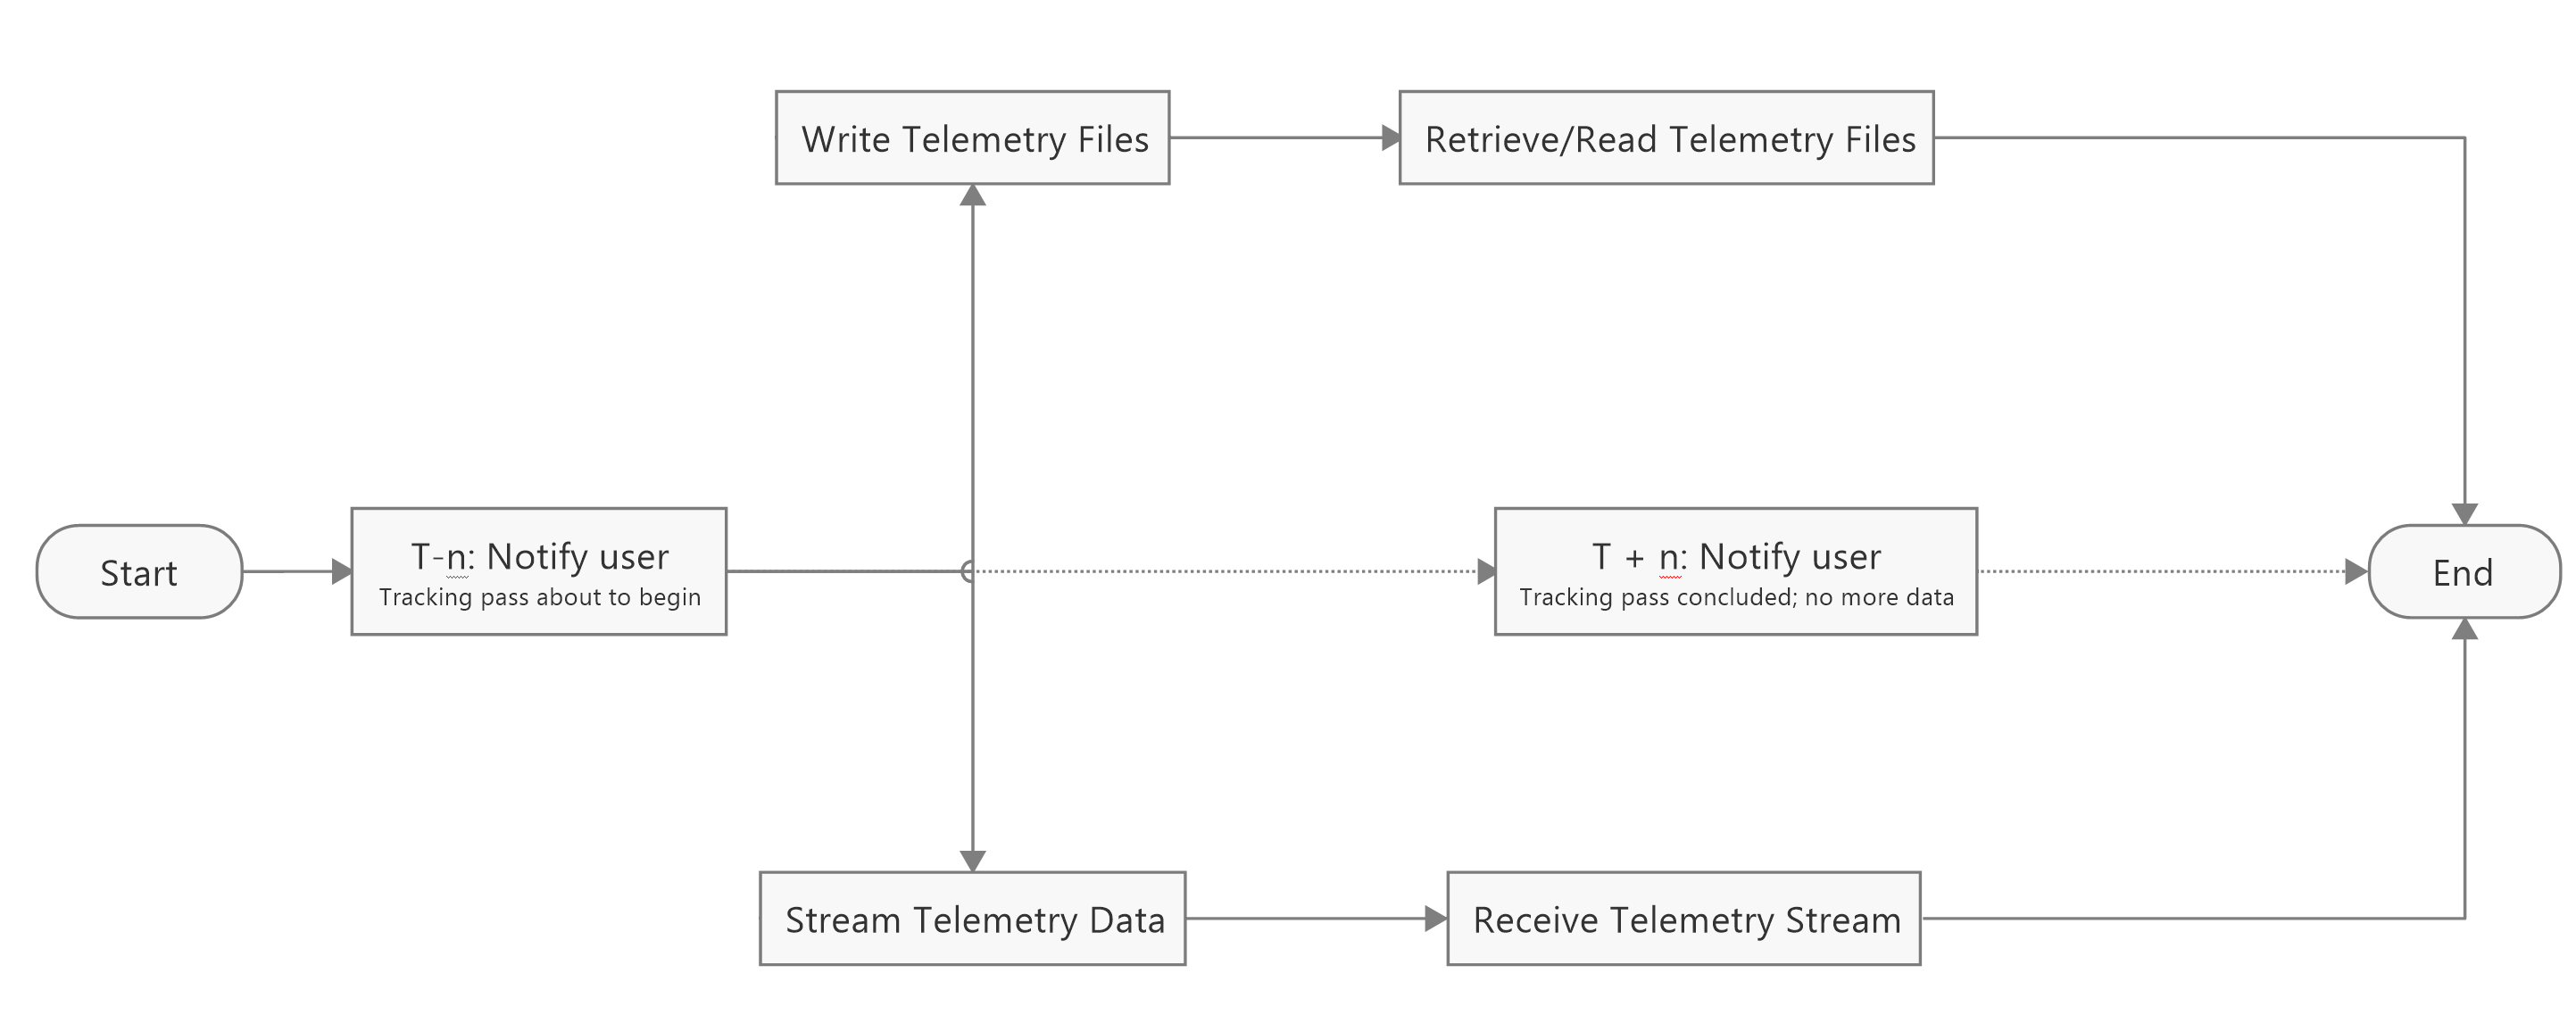 Write Telemetry Files
Retrieve/Read Telemetry Files
Start
T-n: Notify user
Tracking pass about to begin
T + n: Notify user
Tracking pass concluded; no more data
End
Stream Telemetry Data
Receive Telemetry Stream